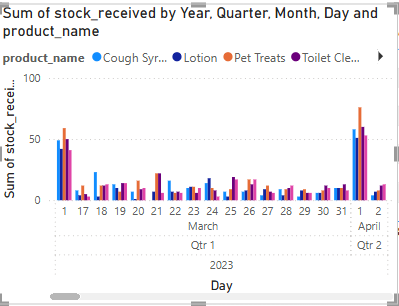 Sum of stock_received by Year, Quarter, Month, Day and
product_name
product_name Cough Syr... Lotion Pet Treats Toilet Cle...
Sum of stock_recei...
100
50
0
1 17 18 19 20 21 22 23 24 25 26 27 28 29 30 31 1 2
March April
Qtr 1 Qtr 2
2023
Day